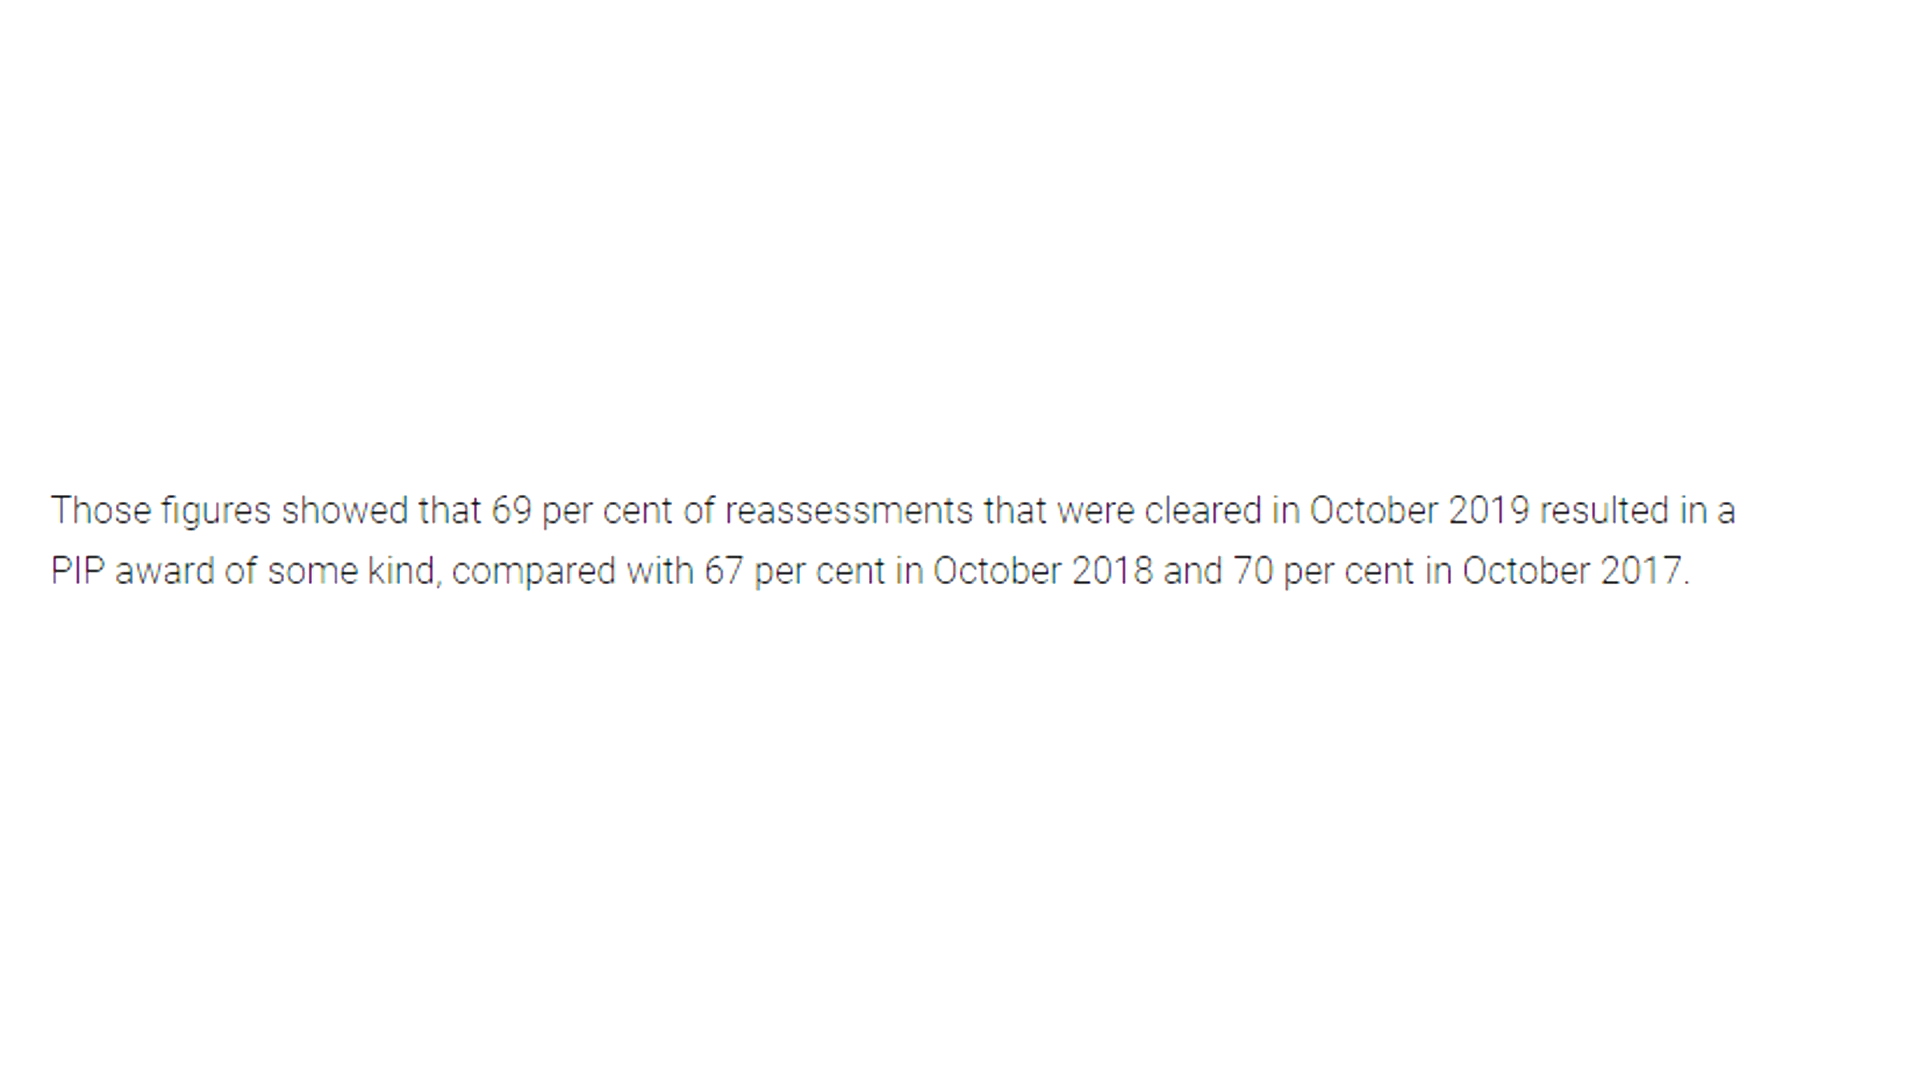 Those figures showed that 69 per cent of reassessments that were cleared in October 2019 resulted in a
PIP award of some kind, compared with 67 per cent in October 2018 and 70 per cent in October 2017.